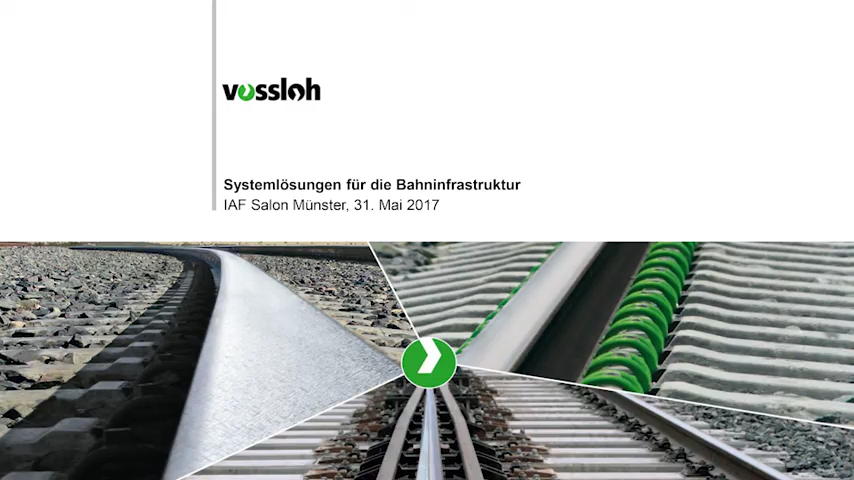 vossloh
Systemlösungen für die Bahninfrastruktur
IAF Salon Münster, 31. Mai 2017